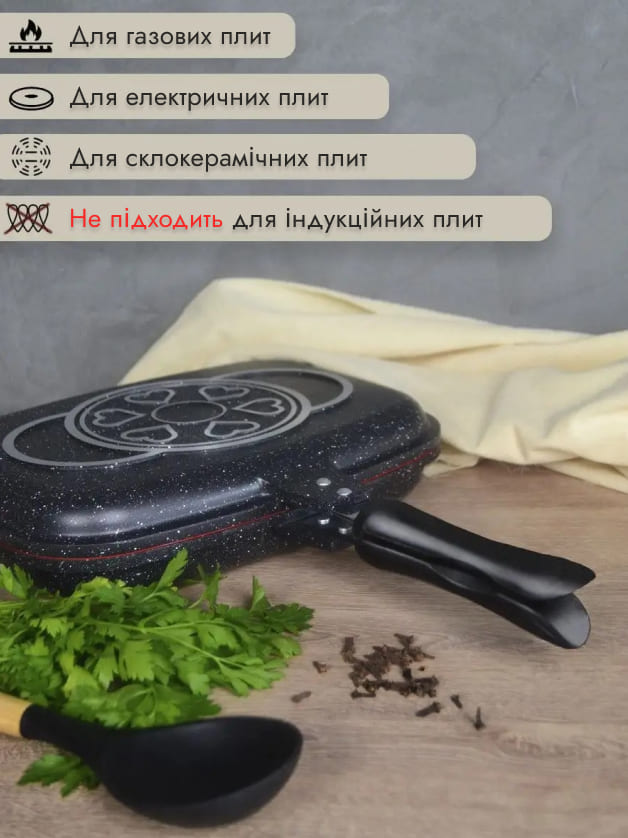 Для газових плит
Для електричних плит
Для склокерамічних плит
Не підходить для індукційних плит